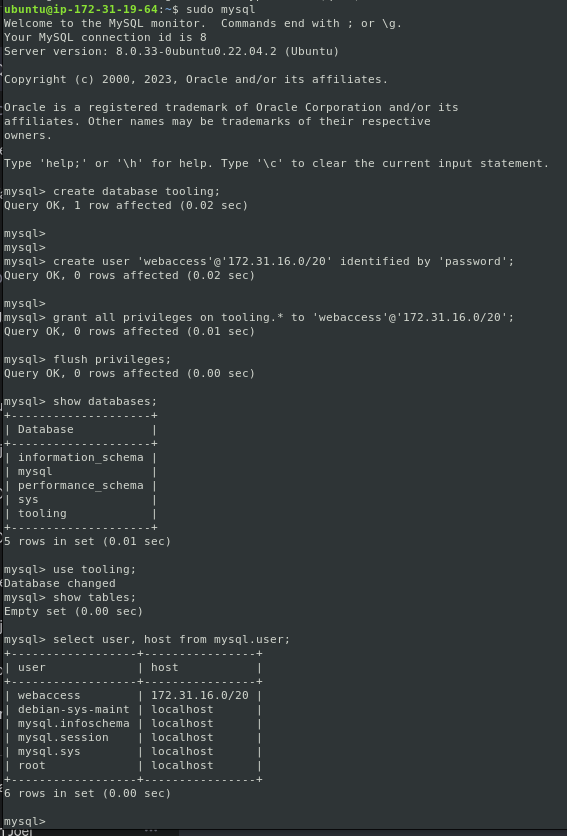 ubuntu@ip-172-31-19-64:~$ sudo mysql
Welcome to the MySQL monitor.  Commands end with ; or \g.
Your MySQL connection id is 8
Server version: 8.0.33-0ubuntu0.22.04.2 (Ubuntu)

Copyright (c) 2000, 2023, Oracle and/or its affiliates.

Oracle is a registered trademark of Oracle Corporation and/or its
affiliates. Other names may be trademarks of their respective
owners.

Type 'help;' or '\h' for help. Type '\c' to clear the current input statement.

mysql> create database tooling;
Query OK, 1 row affected (0.02 sec)

mysql>
mysql>
mysql> create user 'webaccess'@'172.31.16.0/20' identified by 'password';
Query OK, 0 rows affected (0.02 sec)

mysql>
mysql> grant all privileges on tooling.* to 'webaccess'@'172.31.16.0/20';
Query OK, 0 rows affected (0.01 sec)

mysql> flush privileges;
Query OK, 0 rows affected (0.00 sec)

mysql> show databases;
+--------------------+
| Database           |
+--------------------+
| information_schema |
| mysql              |
| performance_schema |
| sys                |
| tooling            |
+--------------------+
5 rows in set (0.01 sec)

mysql> use tooling;
Database changed
mysql> show tables;
Empty set (0.00 sec)

mysql> select user, host from mysql.user;
+------------------+----------------+
| user             | host           |
+------------------+----------------+
| webaccess        | 172.31.16.0/20 |
| debian-sys-maint | localhost      |
| mysql.infoschema | localhost      |
| mysql.session    | localhost      |
| mysql.sys        | localhost      |
| root             | localhost      |
+------------------+----------------+
6 rows in set (0.00 sec)

mysql>